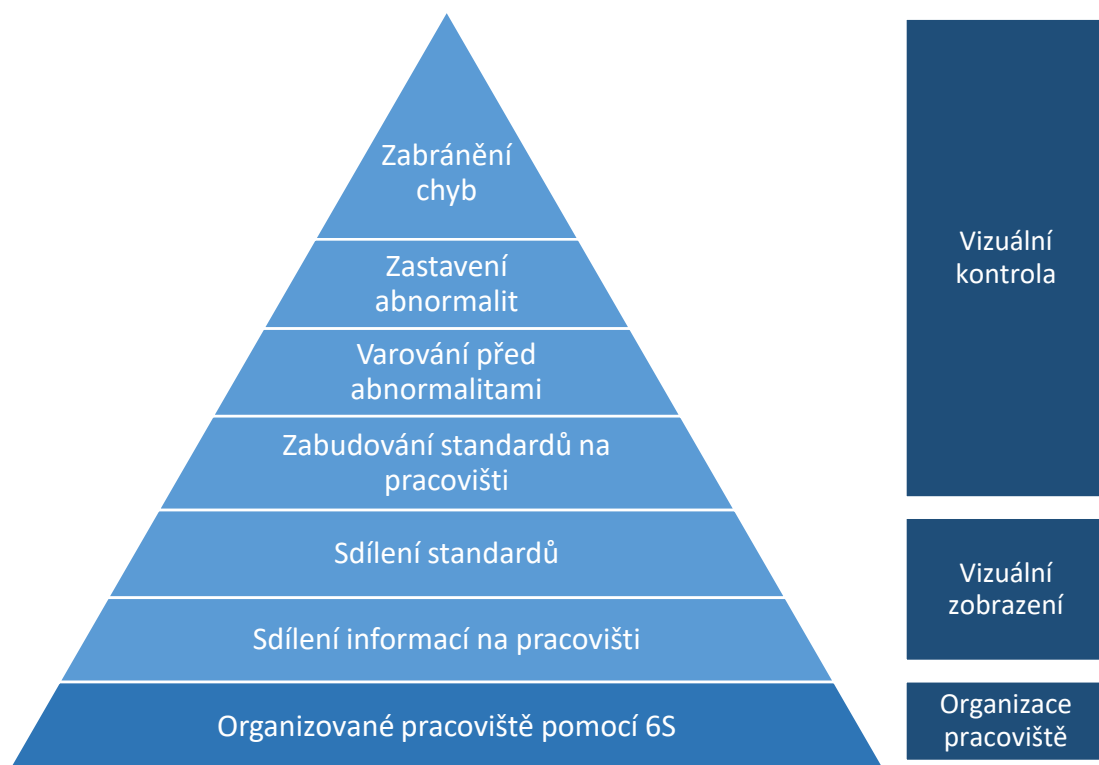 Zabránění
chyb
Zastavení
abnormalit
Varování před
abnormalitami
Zabudování standardů na
pracovišti
Sdílení standardů
Sdílení informací na pracovišti
Organizované pracoviště pomocí 6S
Vizuální
kontrola
Vizuální
zobrazení
Organizace
pracoviště